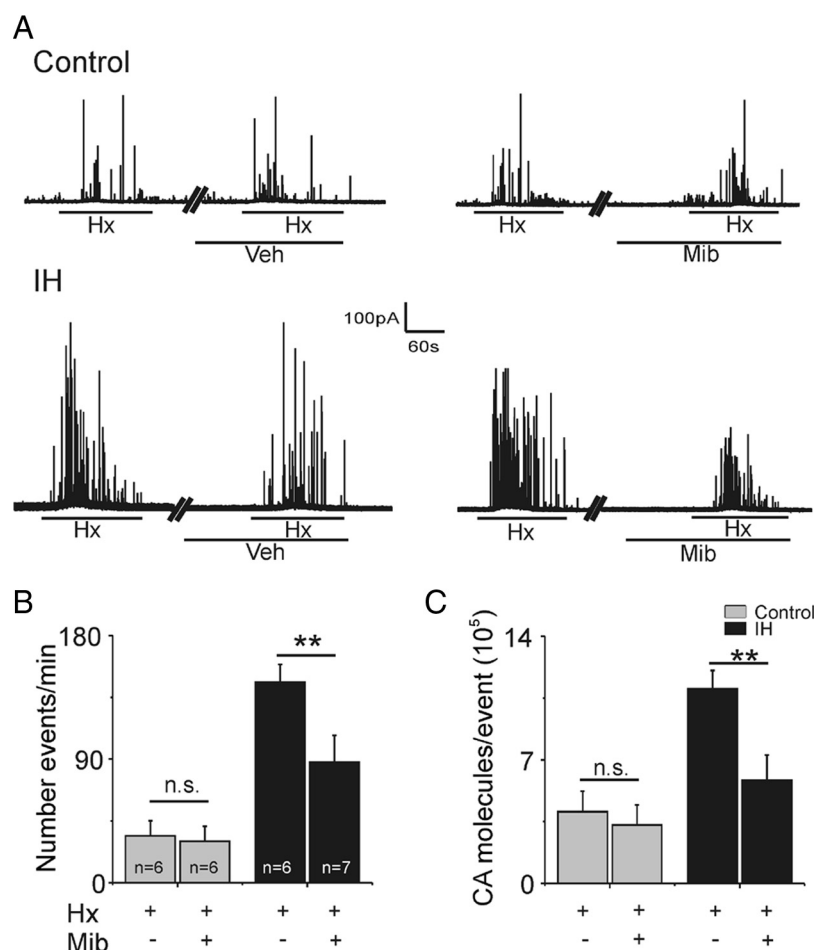 A
Control
Hx Hx Hx Hx
Veh Mib
IH
100pA
60s
Hx Hx Hx Hx
Veh Mib
B
Number events/min
180
90
0
n.s.
**
n=6 n=6 n=6 n=7
Hx + + + +
Mib - + - +
C
CA molecules/event (10⁵)
Control
IH
14
7
0
n.s.
**
+ + + +
- + - +